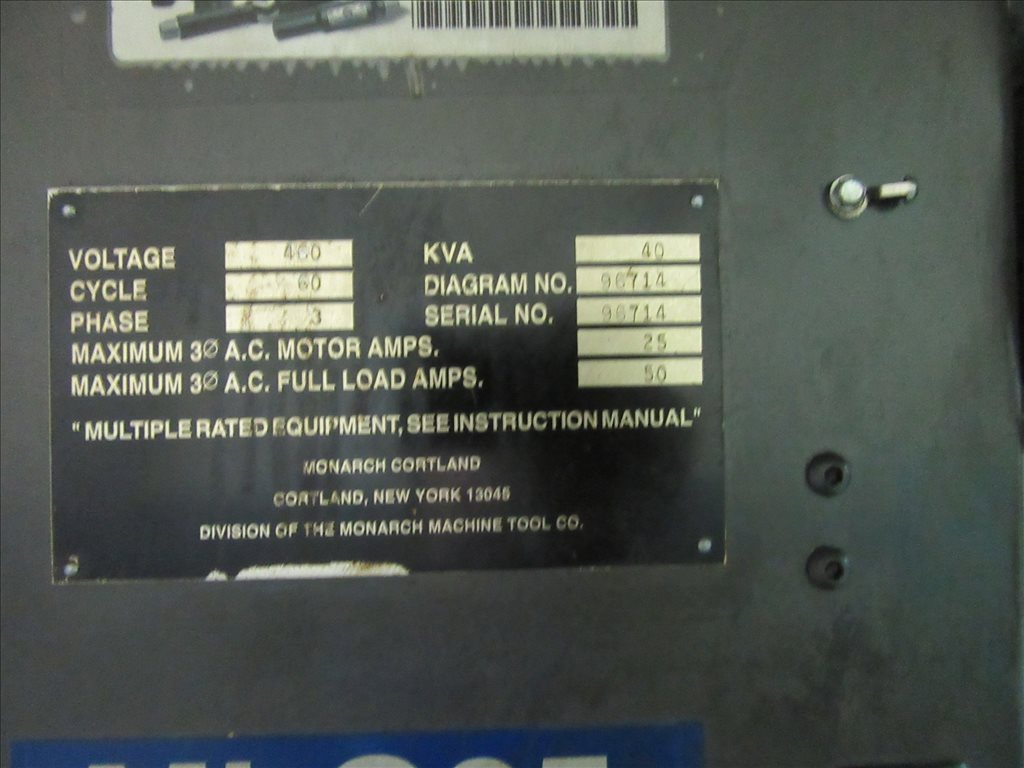 VOLTAGE 460 KVA 40
CYCLE 60 DIAGRAM NO. 96714
PHASE 3 SERIAL NO. 96714
MAXIMUM 3Ø A.C. MOTOR AMPS. 25
MAXIMUM 3Ø A.C. FULL LOAD AMPS. 50
"MULTIPLE RATED EQUIPMENT, SEE INSTRUCTION MANUAL"
MONARCH CORTLAND
CORTLAND, NEW YORK 13045
DIVISION OF THE MONARCH MACHINE TOOL CO.